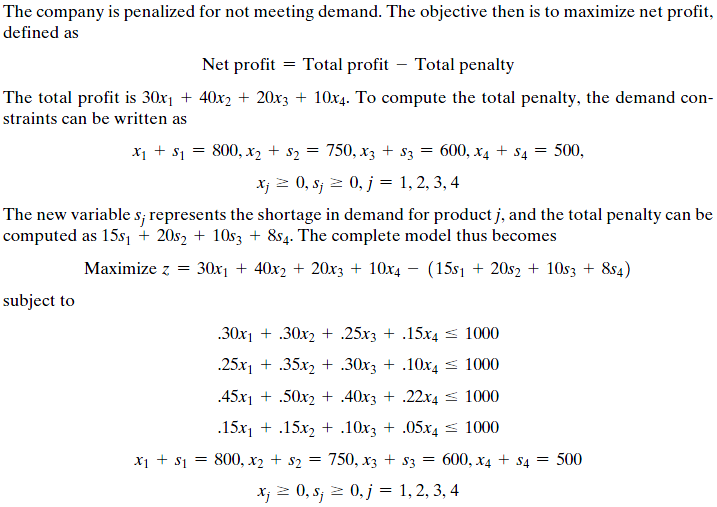 The company is penalized for not meeting demand. The objective then is to maximize net profit,
defined as
Net profit = Total profit − Total penalty
The total profit is 30x₁ + 40x₂ + 20x₃ + 10x₄. To compute the total penalty, the demand con-
straints can be written as
x₁ + s₁ = 800, x₂ + s₂ = 750, x₃ + s₃ = 600, x₄ + s₄ = 500,
xⱼ ≥ 0, sⱼ ≥ 0, j = 1, 2, 3, 4
The new variable sⱼ represents the shortage in demand for product j, and the total penalty can be
computed as 15s₁ + 20s₂ + 10s₃ + 8s₄. The complete model thus becomes
Maximize z = 30x₁ + 40x₂ + 20x₃ + 10x₄ − (15s₁ + 20s₂ + 10s₃ + 8s₄)
subject to
.30x₁ + .30x₂ + .25x₃ + .15x₄ ≤ 1000
.25x₁ + .35x₂ + .30x₃ + .10x₄ ≤ 1000
.45x₁ + .50x₂ + .40x₃ + .22x₄ ≤ 1000
.15x₁ + .15x₂ + .10x₃ + .05x₄ ≤ 1000
x₁ + s₁ = 800, x₂ + s₂ = 750, x₃ + s₃ = 600, x₄ + s₄ = 500
xⱼ ≥ 0, sⱼ ≥ 0, j = 1, 2, 3, 4